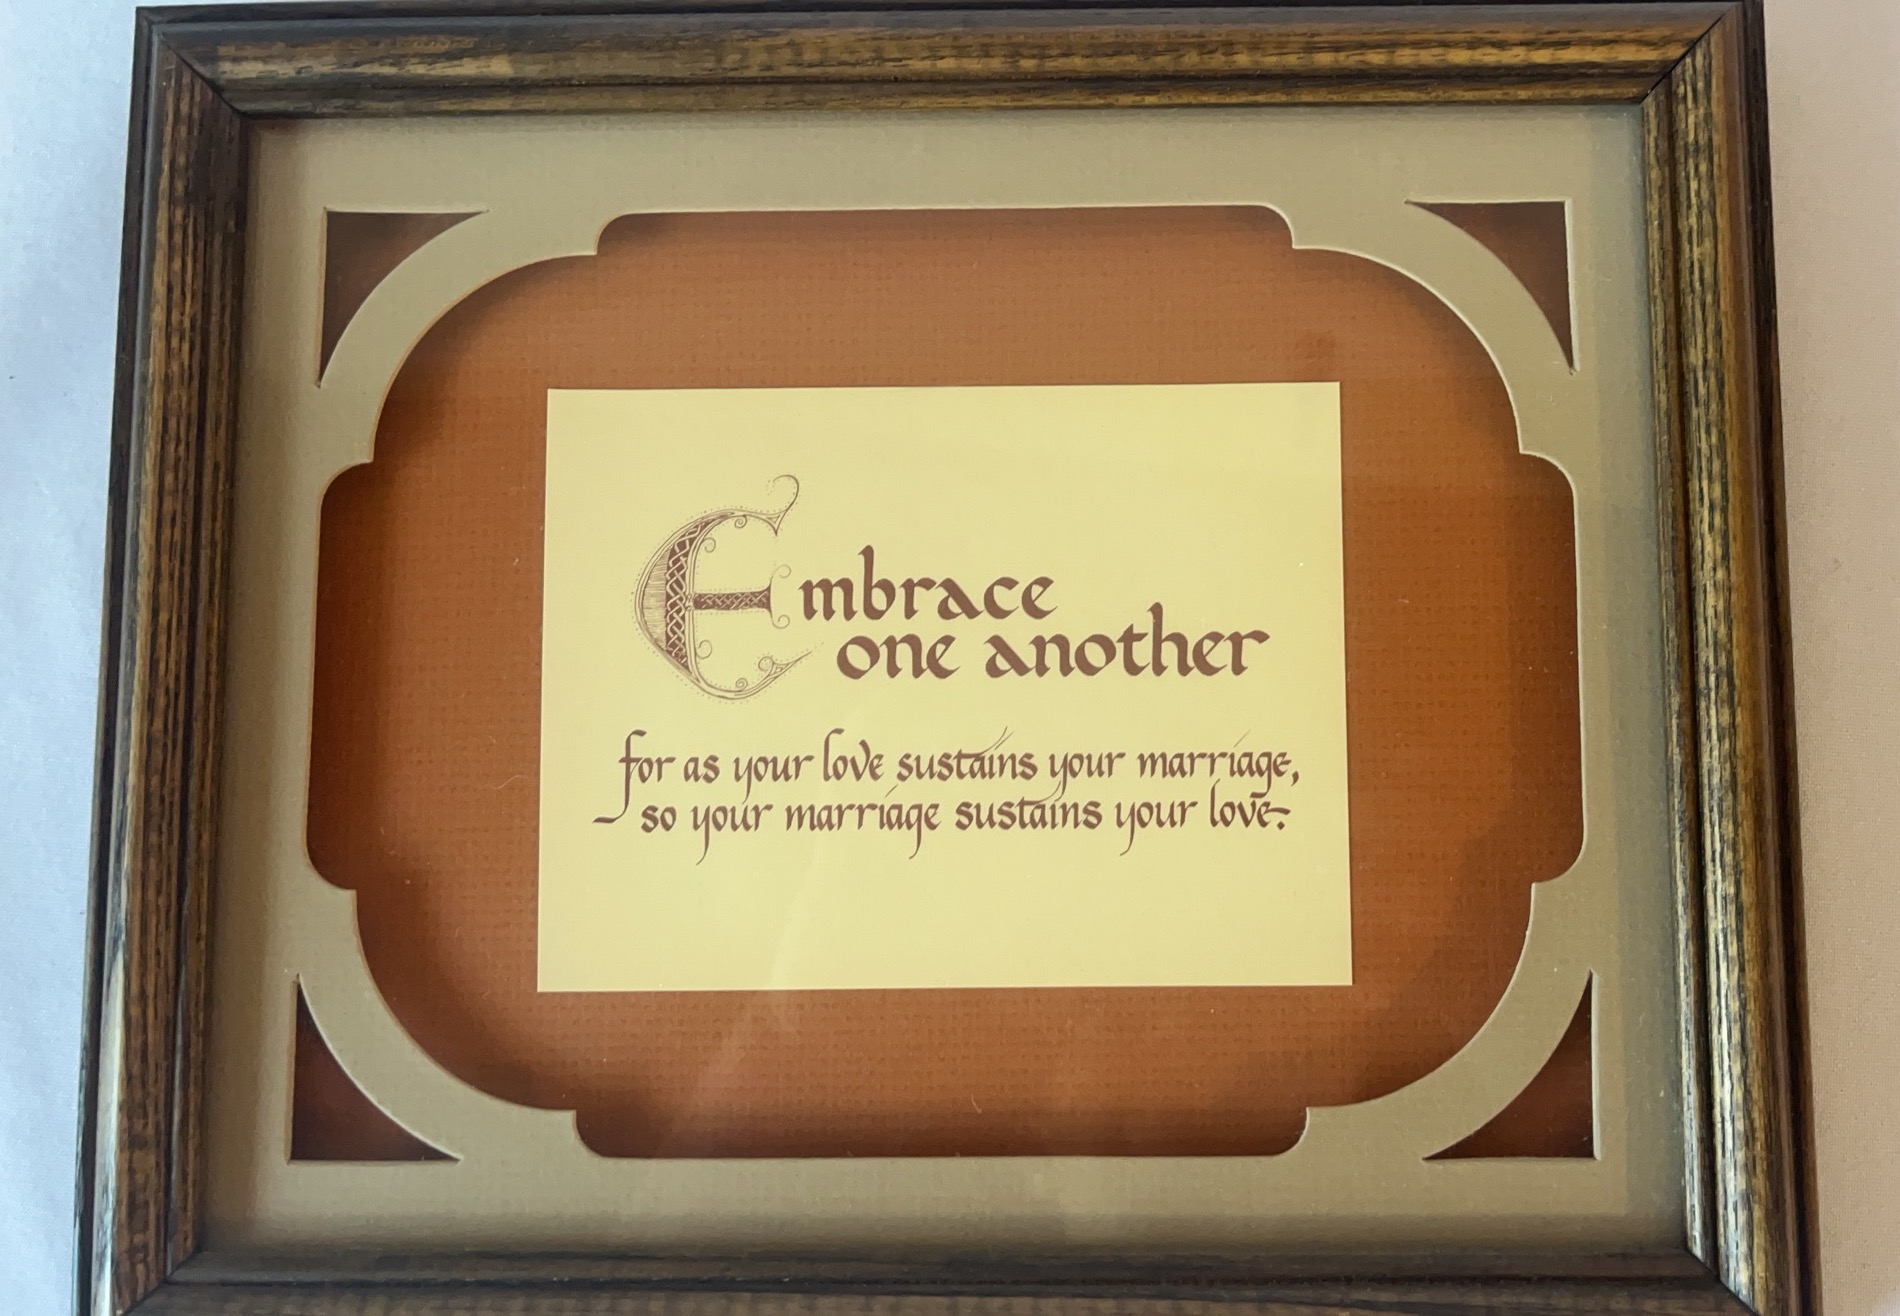 Embrace
one another
for as your love sustains your marriage,
so your marriage sustains your love.